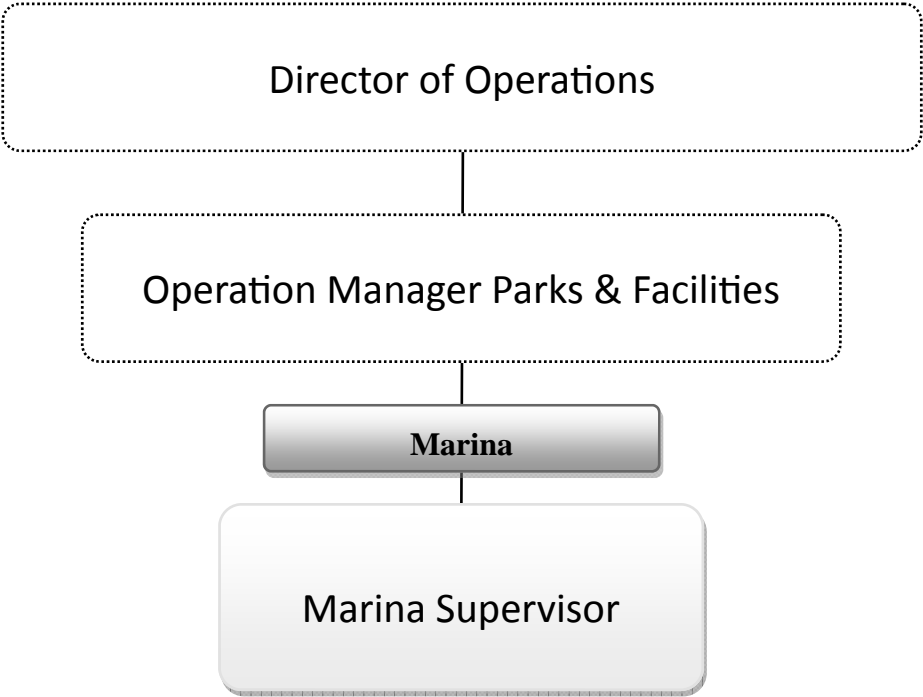 Director of Operations
Operation Manager Parks & Facilities
Marina
Marina Supervisor